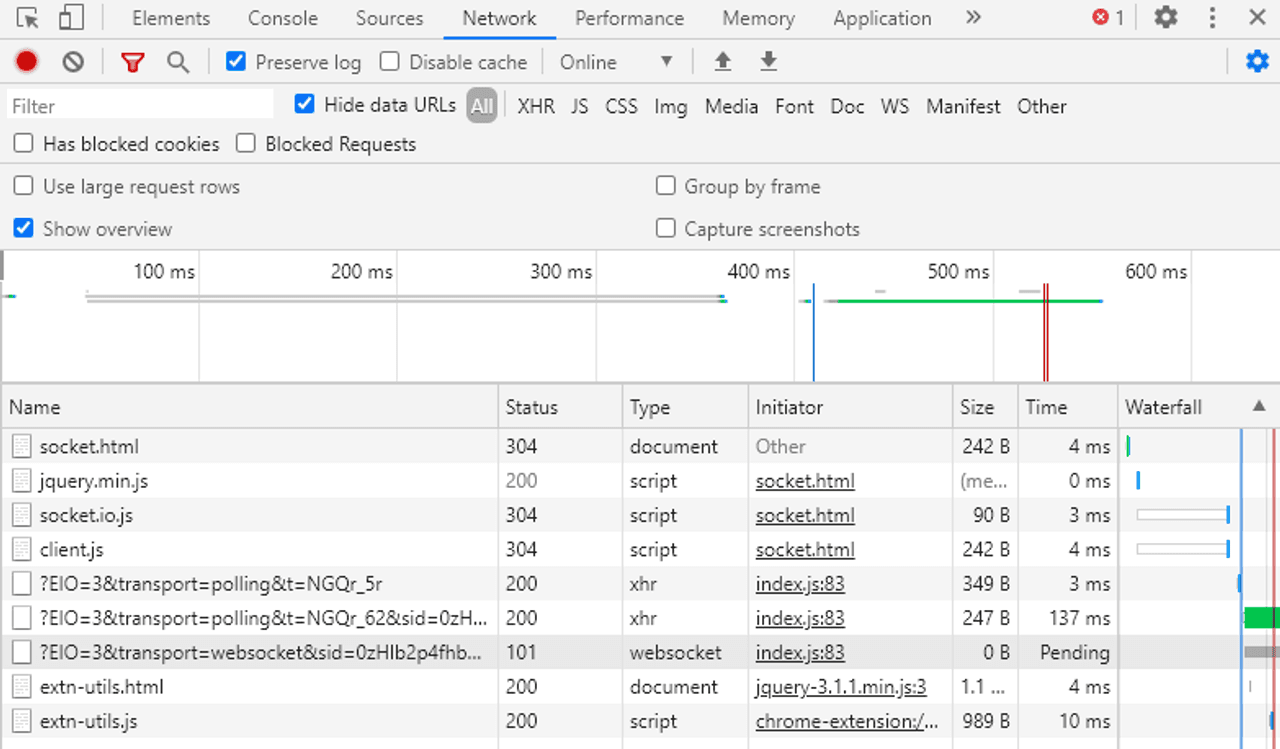 Elements Console Sources Network Performance Memory Application » 1
Preserve log Disable cache Online
Filter Hide data URLs All XHR JS CSS Img Media Font Doc WS Manifest Other
Has blocked cookies Blocked Requests
Use large request rows Group by frame
Show overview Capture screenshots
100 ms 200 ms 300 ms 400 ms 500 ms 600 ms
Name Status Type Initiator Size Time Waterfall
socket.html 304 document Other 242 B 4 ms
jquery.min.js 200 script socket.html (me... 0 ms
socket.io.js 304 script socket.html 90 B 3 ms
client.js 304 script socket.html 242 B 4 ms
?EIO=3&transport=polling&t=NGQr_5r 200 xhr index.js:83 349 B 3 ms
?EIO=3&transport=polling&t=NGQr_62&sid=0zH... 200 xhr index.js:83 247 B 137 ms
?EIO=3&transport=websocket&sid=0zHIb2p4fhb... 101 websocket index.js:83 0 B Pending
extn-utils.html 200 document jquery-3.1.1.min.js:3 1.1 ... 4 ms
extn-utils.js 200 script chrome-extension:/... 989 B 10 ms